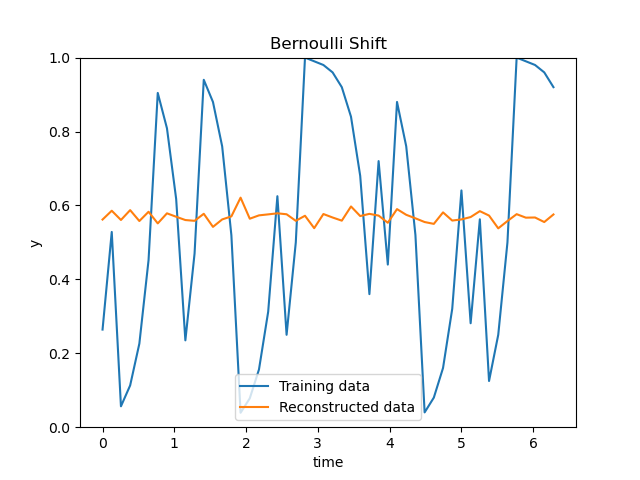 Bernoulli Shift
1.0
0.8
0.6
0.4
0.2
0.0
y
Training data
Reconstructed data
0 1 2 3 4 5 6
time